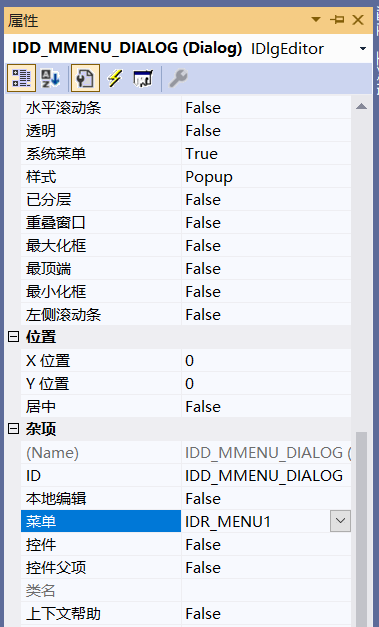 属性
IDD_MMENU_DIALOG (Dialog) IDlgEditor
水平滚动条 False
透明 False
系统菜单 True
样式 Popup
已分层 False
重叠窗口 False
最大化框 False
最顶端 False
最小化框 False
左侧滚动条 False
位置
X 位置 0
Y 位置 0
居中 False
杂项
(Name) IDD_MMENU_DIALOG (
ID IDD_MMENU_DIALOG
本地编辑 False
菜单 IDR_MENU1
控件 False
控件父项 False
类名
上下文帮助 False